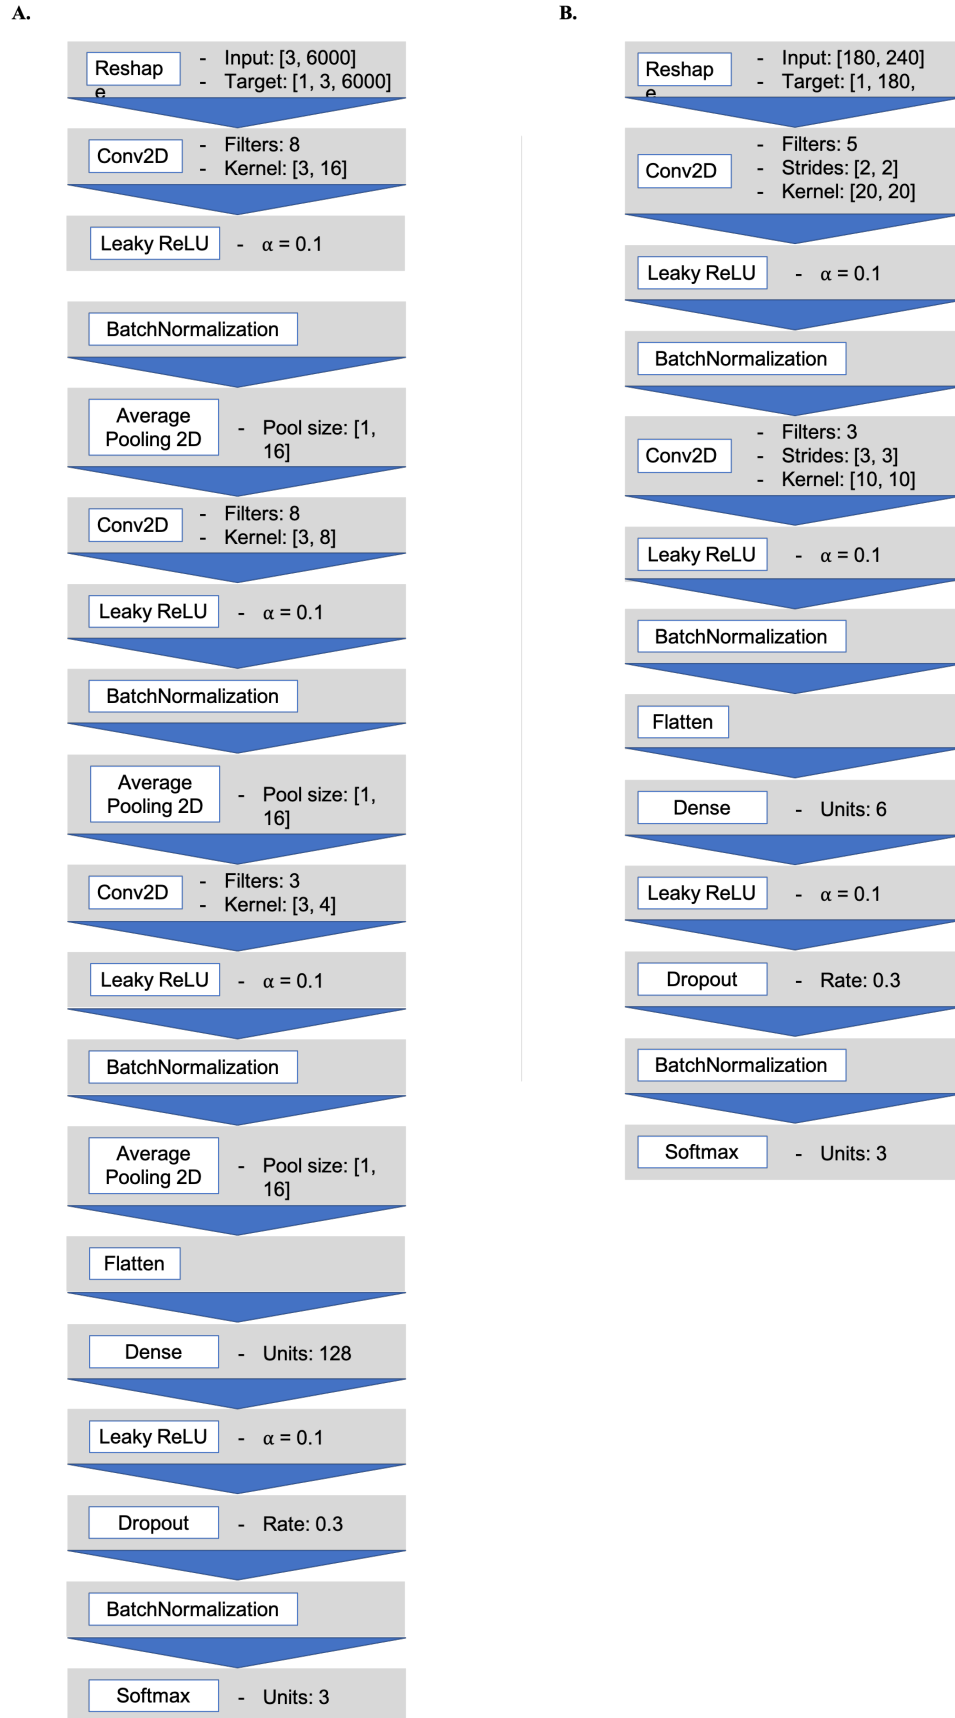 A.
Reshap
e
- Input: [3, 6000]
- Target: [1, 3, 6000]
Conv2D
- Filters: 8
- Kernel: [3, 16]
Leaky ReLU - α = 0.1
BatchNormalization
Average
Pooling 2D
- Pool size: [1,
16]
Conv2D
- Filters: 8
- Kernel: [3, 8]
Leaky ReLU - α = 0.1
BatchNormalization
Average
Pooling 2D
- Pool size: [1,
16]
Conv2D
- Filters: 3
- Kernel: [3, 4]
Leaky ReLU - α = 0.1
BatchNormalization
Average
Pooling 2D
- Pool size: [1,
16]
Flatten
Dense - Units: 128
Leaky ReLU - α = 0.1
Dropout - Rate: 0.3
BatchNormalization
Softmax - Units: 3
B.
Reshap
e
- Input: [180, 240]
- Target: [1, 180,
Conv2D
- Filters: 5
- Strides: [2, 2]
- Kernel: [20, 20]
Leaky ReLU - α = 0.1
BatchNormalization
Conv2D
- Filters: 3
- Strides: [3, 3]
- Kernel: [10, 10]
Leaky ReLU - α = 0.1
BatchNormalization
Flatten
Dense - Units: 6
Leaky ReLU - α = 0.1
Dropout - Rate: 0.3
BatchNormalization
Softmax - Units: 3